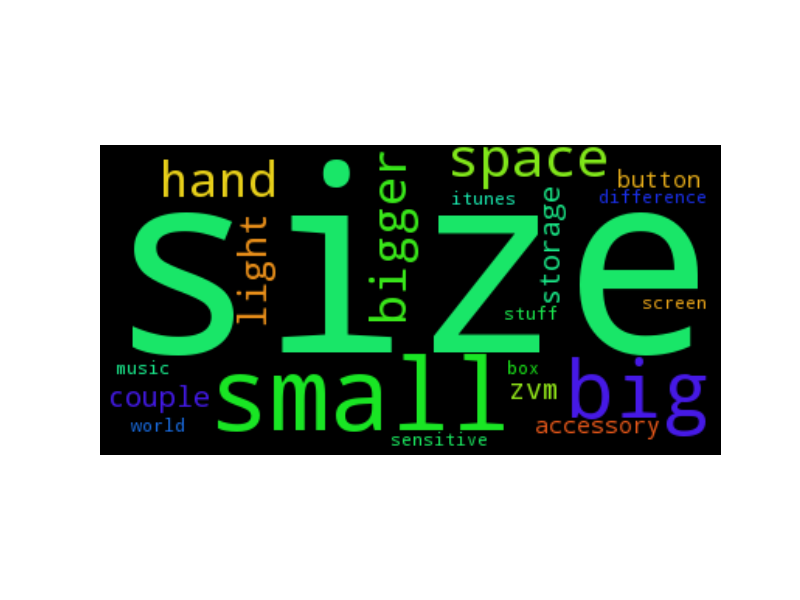 space
hand
button
itunes
difference
size
light
bigger
storage
screen
stuff
music
small
box
big
couple
zvm
world
accessory
sensitive